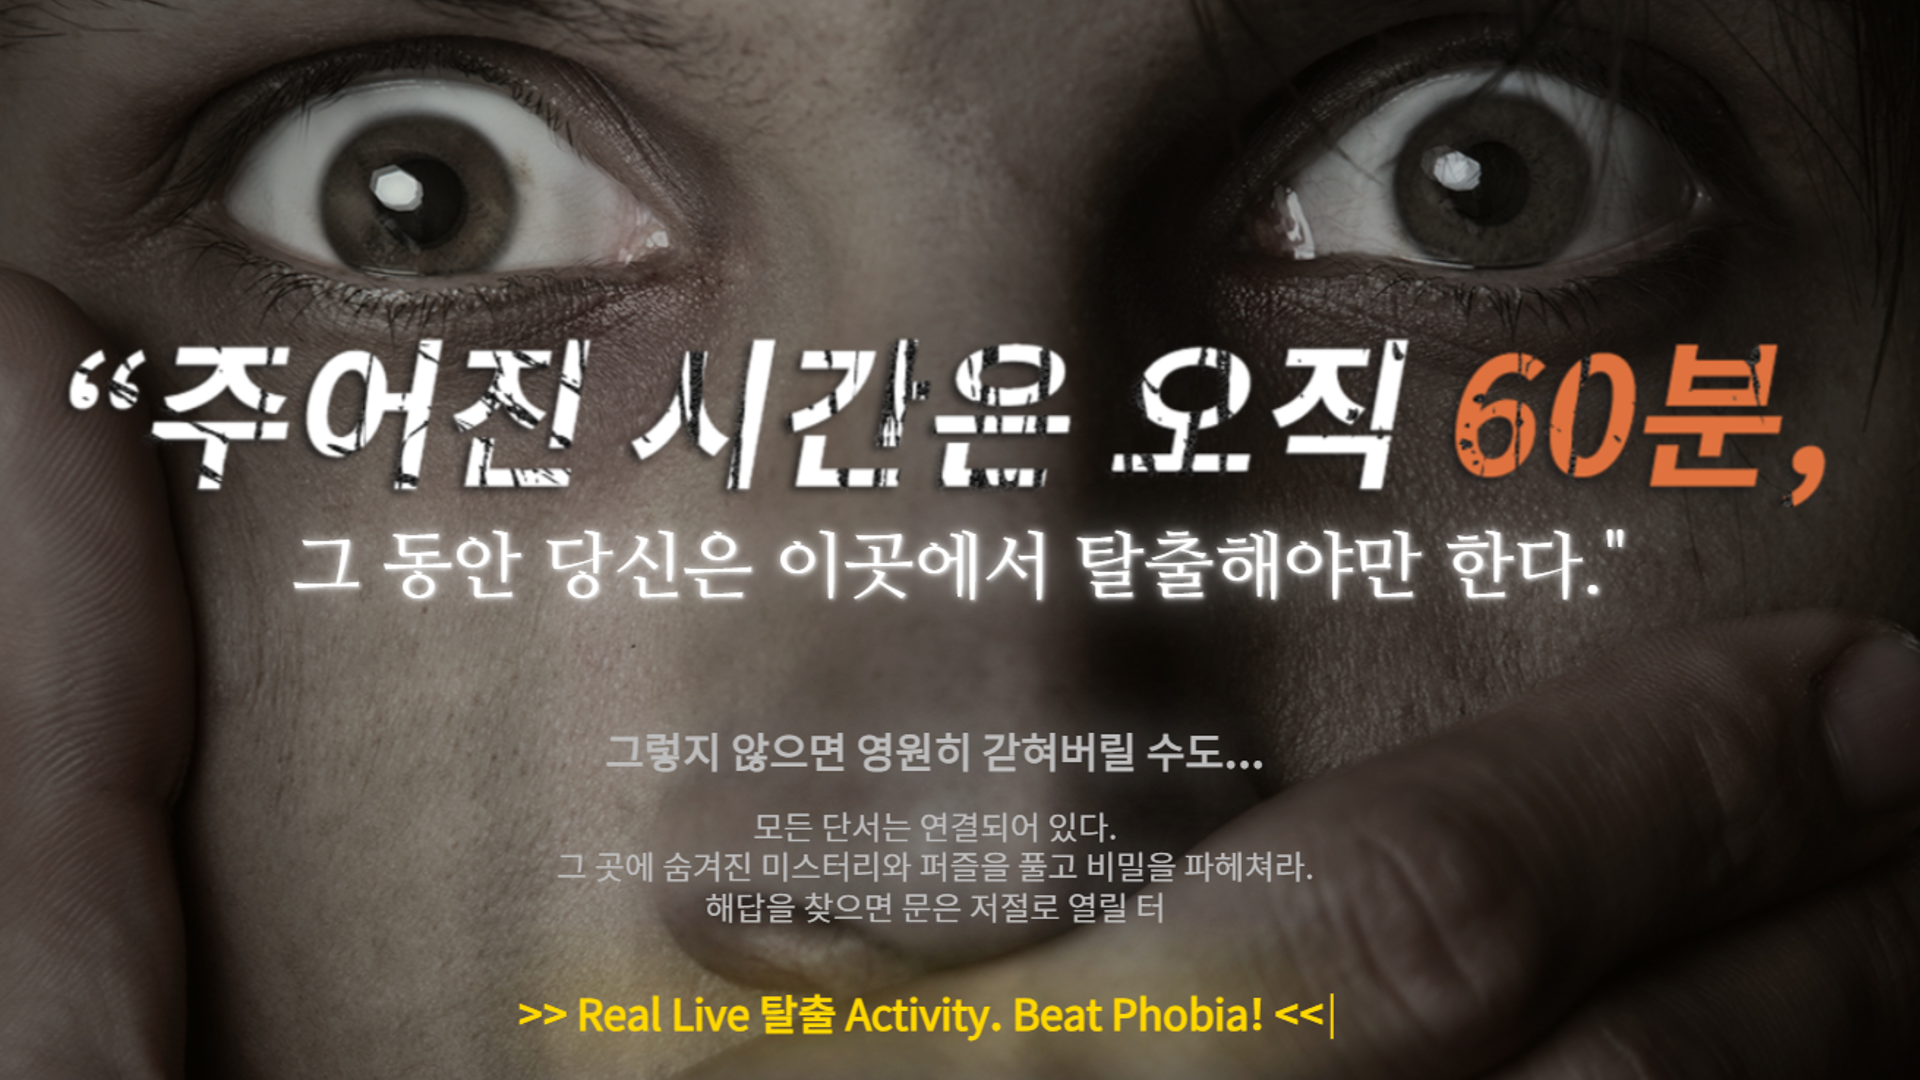 “주어진 시간은 오직 60분,
그 동안 당신은 이곳에서 탈출해야만 한다."
그렇지 않으면 영원히 갇혀버릴 수도...
모든 단서는 연결되어 있다.
그 곳에 숨겨진 미스터리와 퍼즐을 풀고 비밀을 파헤쳐라.
해답을 찾으면 문은 저절로 열릴 터
>> Real Live 탈출 Activity. Beat Phobia! <<|